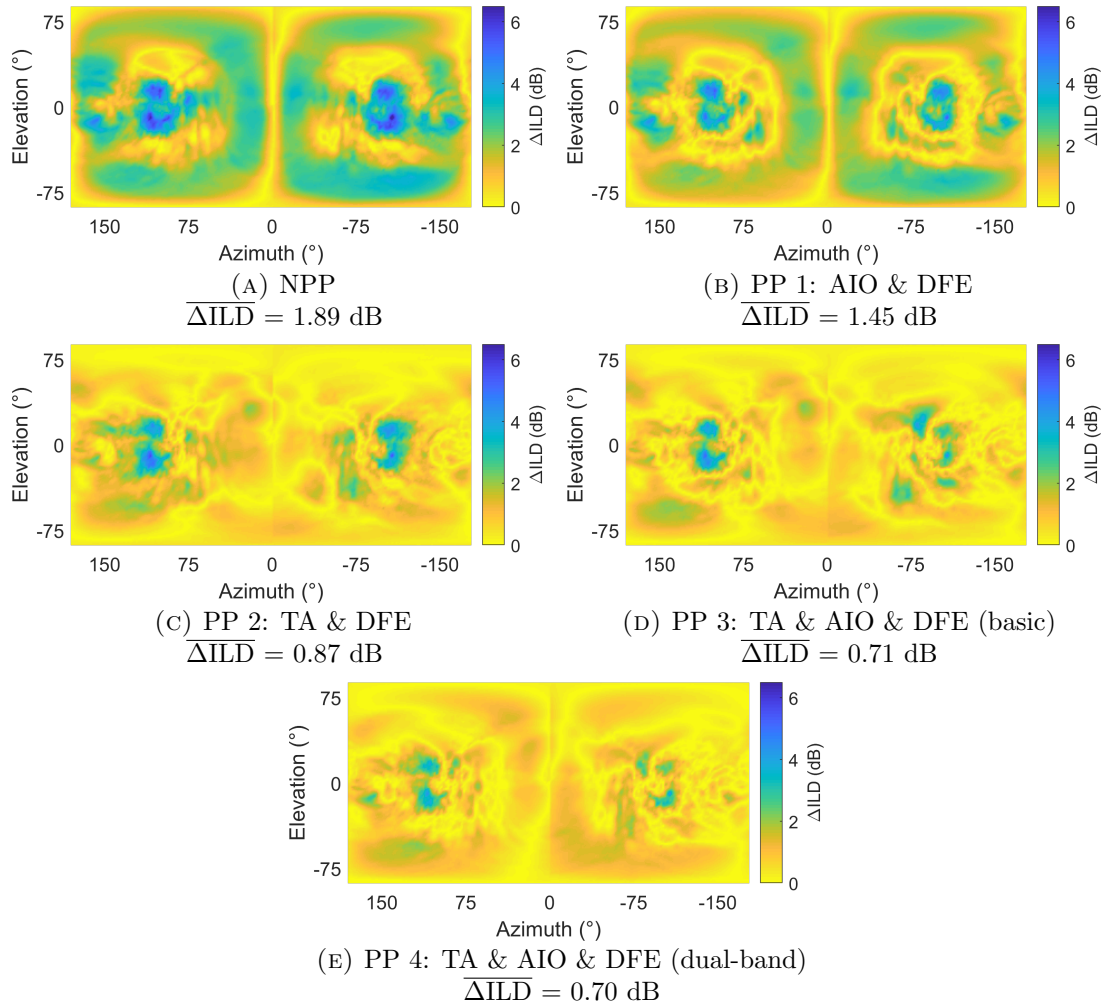 75
0
-75
Elevation (°)
150 75 0 -75 -150
Azimuth (°)
6
4
2
0
ΔILD (dB)
(A) NPP
ΔILD = 1.89 dB
75
0
-75
Elevation (°)
150 75 0 -75 -150
Azimuth (°)
6
4
2
0
ΔILD (dB)
(B) PP 1: AIO & DFE
ΔILD = 1.45 dB
75
0
-75
Elevation (°)
150 75 0 -75 -150
Azimuth (°)
6
4
2
0
ΔILD (dB)
(C) PP 2: TA & DFE
ΔILD = 0.87 dB
75
0
-75
Elevation (°)
150 75 0 -75 -150
Azimuth (°)
6
4
2
0
ΔILD (dB)
(D) PP 3: TA & AIO & DFE (basic)
ΔILD = 0.71 dB
75
0
-75
Elevation (°)
150 75 0 -75 -150
Azimuth (°)
6
4
2
0
ΔILD (dB)
(E) PP 4: TA & AIO & DFE (dual-band)
ΔILD = 0.70 dB